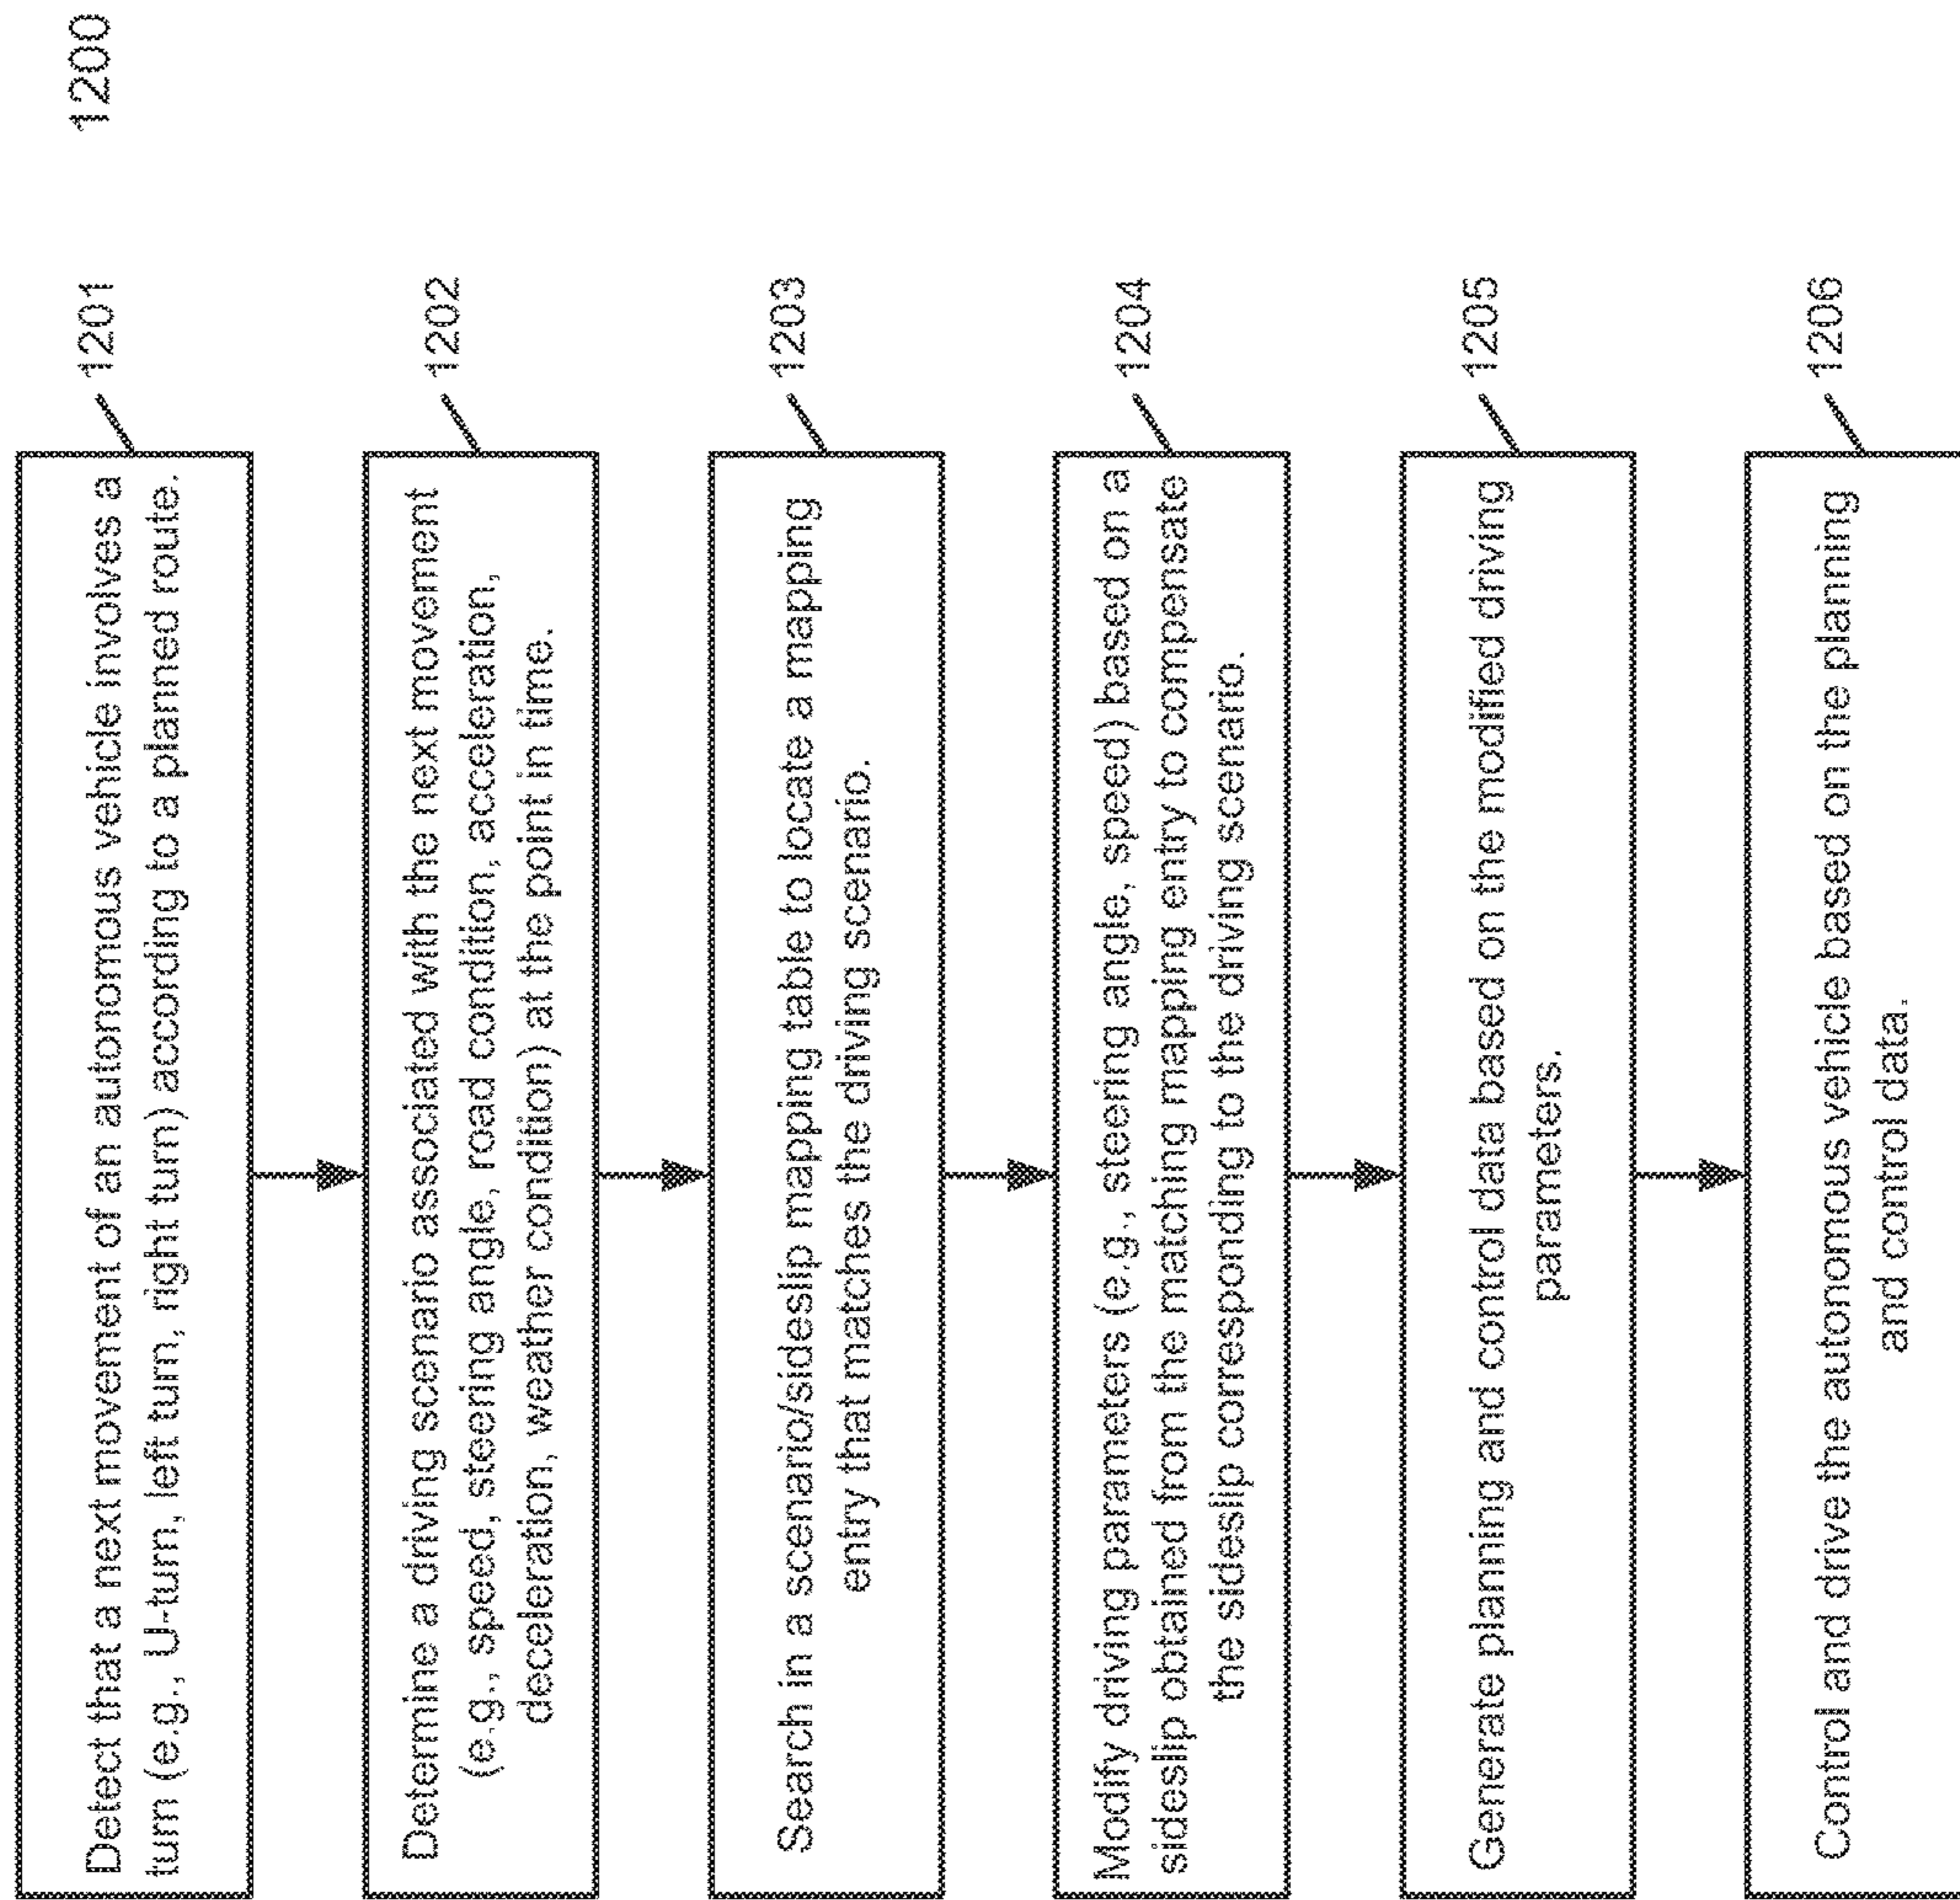 1200
Detect that a next movement of an autonomous vehicle involves a
turn (e.g., U-turn, left turn, right turn) according to a planned route.
1201
Determine a driving scenario associated with the next movement
(e.g., speed, steering angle, road condition, acceleration,
deceleration, weather condition) at the point in time.
1202
Search in a scenario/sideslip mapping table to locate a mapping
entry that matches the driving scenario.
1203
Modify driving parameters (e.g., steering angle, speed) based on a
sideslip obtained from the matching mapping entry to compensate
the sideslip corresponding to the driving scenario.
1204
Generate planning and control data based on the modified driving
parameters.
1205
Control and drive the autonomous vehicle based on the planning
and control data.
1206